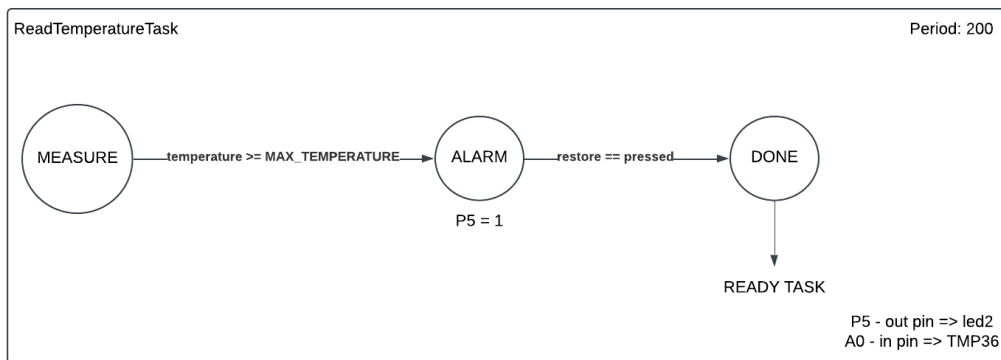 ReadTemperatureTask
Period: 200
MEASURE
temperature >= MAX_TEMPERATURE
ALARM
restore == pressed
DONE
P5 = 1
READY TASK
P5 - out pin => led2
A0 - in pin => TMP36